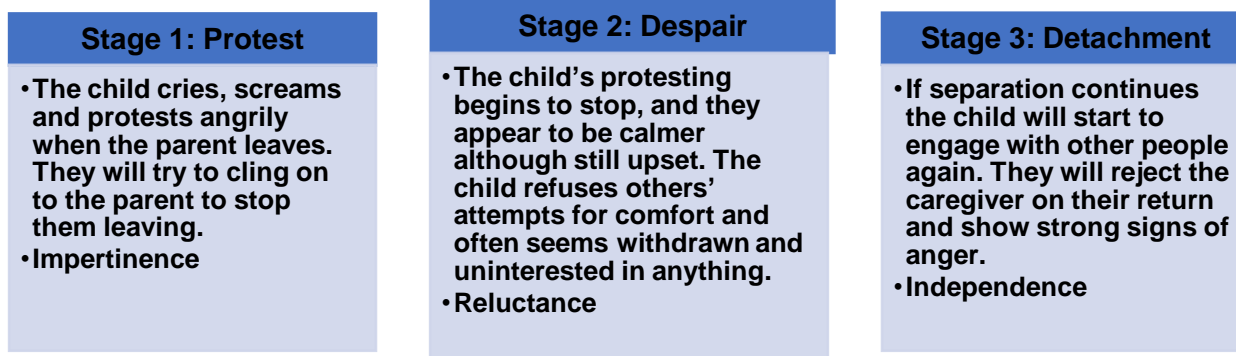 Stage 1: Protest
•The child cries, screams
and protests angrily
when the parent leaves.
They will try to cling on
to the parent to stop
them leaving.
•Impertinence
Stage 2: Despair
•The child’s protesting
begins to stop, and they
appear to be calmer
although still upset. The
child refuses others’
attempts for comfort and
often seems withdrawn and
uninterested in anything.
•Reluctance
Stage 3: Detachment
•If separation continues
the child will start to
engage with other people
again. They will reject the
caregiver on their return
and show strong signs of
anger.
•Independence